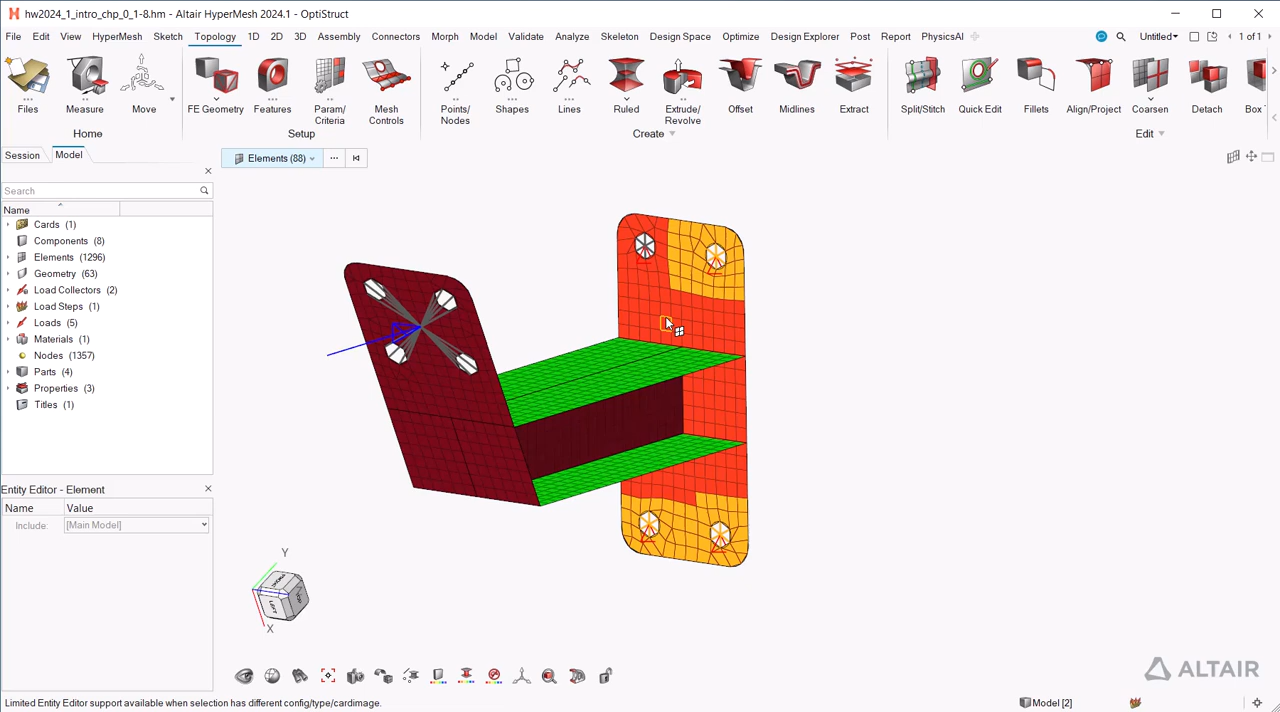 hw2024_1_intro_chp_0_1-8.hm - Altair HyperMesh 2024.1 - OptiStruct
File Edit View HyperMesh Sketch Topology 1D 2D 3D Assembly Connectors Morph Model Validate Analyze Skeleton Design Space Optimize Design Explorer Post Report PhysicsAI Untitled 1 of 1
Files Measure Move FE Geometry Features Param/ Criteria Mesh Controls Points/ Nodes Shapes Lines Ruled Extrude/ Revolve Offset Midlines Extract Split/Stitch Quick Edit Fillets Align/Project Coarsen Detach Box
Home Setup Create Edit
Session Model
Elements (88)
Search
Name
Cards (1)
Components (8)
Elements (1296)
Geometry (63)
Load Collectors (2)
Load Steps (1)
Loads (5)
Materials (1)
Nodes (1357)
Parts (4)
Properties (3)
Titles (1)
Entity Editor - Element
Name Value
Include: [Main Model]
Y
LEFT
X
ALTAIR
Limited Entity Editor support available when selection has different config/type/cardimage.
Model [2]